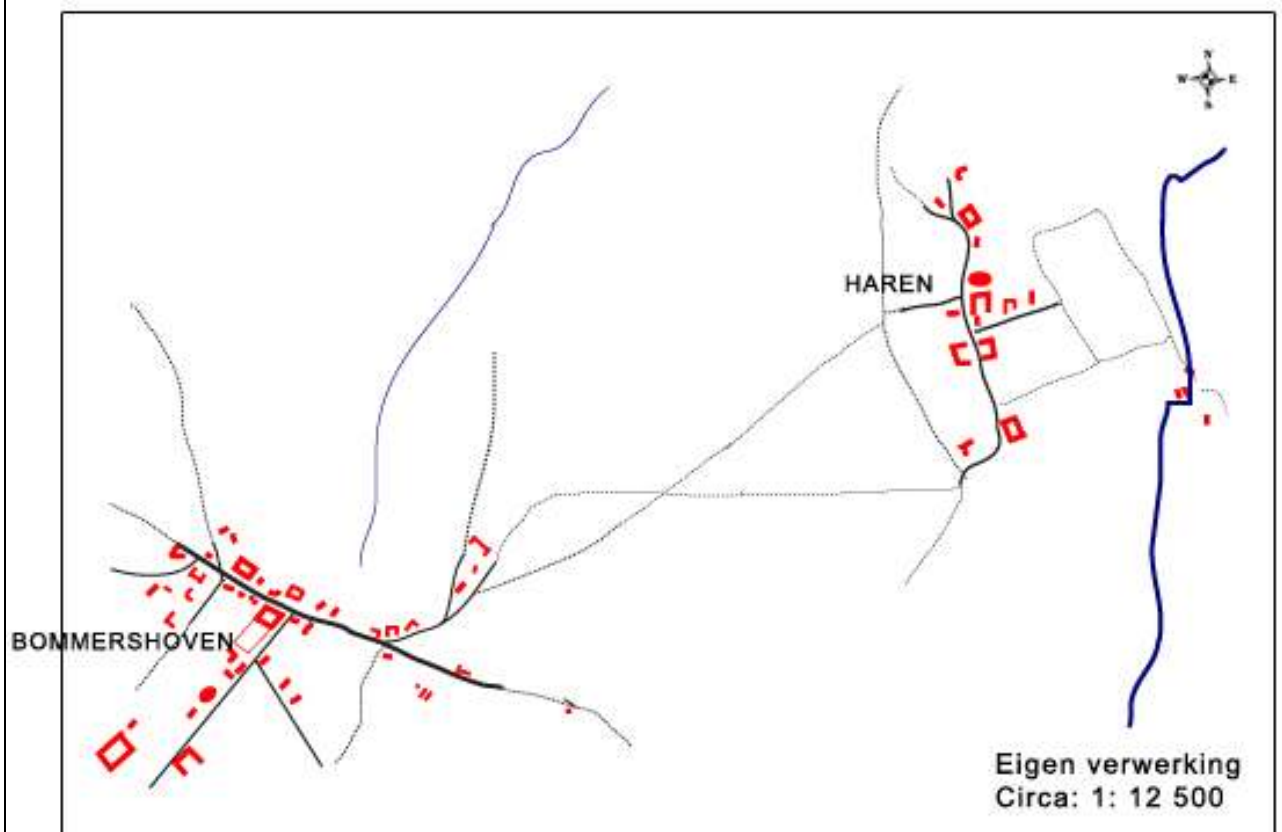 N
W E
S
HAREN
BOMMERSHOVEN
Eigen verwerking
Circa: 1: 12 500